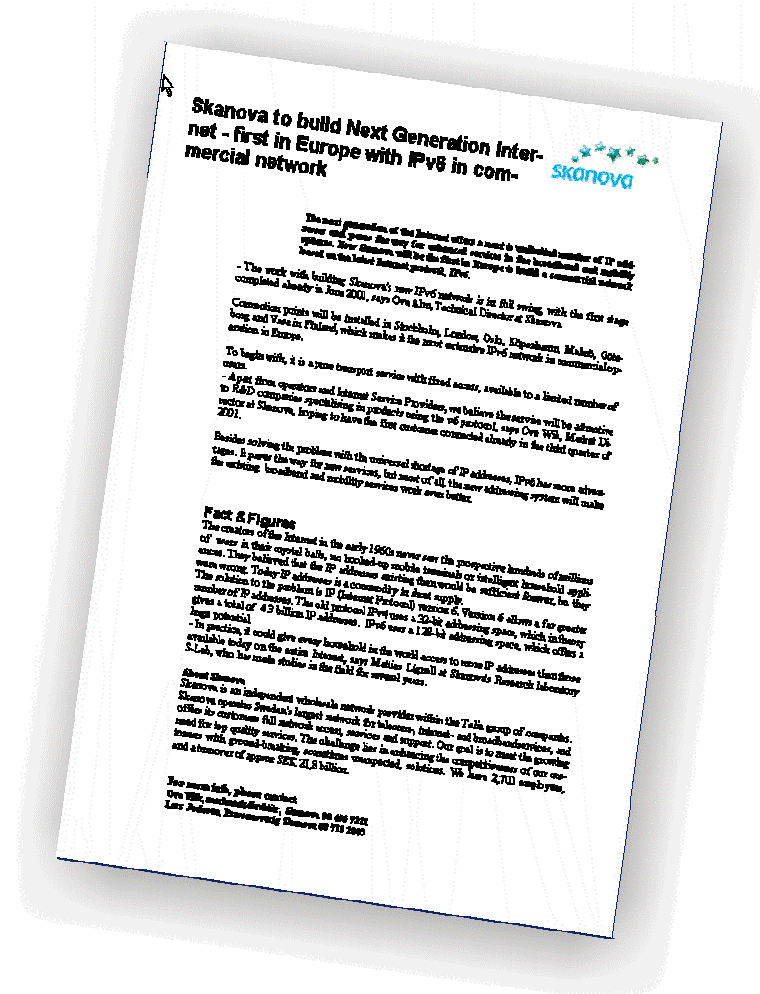 Skanova to build Next Generation Inter-
net - first in Europe with IPv6 in com-
mercial network
skanova
The next generation of the Internet offers a next to unlimited number of IP add-
resses and paves the way for enhanced services in the broadband and mobility
systems. Now Skanova will be the first in Europe to build a commercial network
based on the latest Internet protocol, IPv6.
- The work with building Skanova's new IPv6 network is in full swing, with the first stage
completed already in June 2001, says Ove Alm, Technical Director at Skanova.
Connection points will be installed in Stockholm, London, Oslo, Köpenhamn, Malmö, Göte-
borg and Vasa in Finland, which makes it the most extensive IPv6 network in commercial op-
eration in Europe.
To begin with, it is a pure transport service with fixed access, available to a limited number of
users.
- Apart from operators and Internet Service Providers, we believe the service will be attractive
to R&D companies specialising in products using the v6 protocol, says Ove Wik, Market Di-
rector at Skanova, hoping to have the first customer connected already in the third quarter of
2001.
Besides solving the problem with the universal shortage of IP addresses, IPv6 has more advan-
tages. It paves the way for new services, but most of all, the new addressing system will make
the existing broadband and mobility services work even better.
Fact & Figures
The creators of the Internet in the early 1960s never saw the prospective hundreds of millions
of users in their crystal balls, nor hooked-up mobile terminals or intelligent household appli-
ances. They believed that the IP addresses existing then would be sufficient forever, but they
were wrong. Today IP addresses is a commodity in short supply.
The solution to the problem is IP (Internet Protocol) version 6. Version 6 allows a far greater
number of IP addresses. The old protocol IPv4 uses a 32-bit addressing space, which in theory
gives a total of 4.3 billion IP addresses. IPv6 uses a 128-bit addressing space, which offers a
huge potential.
- In practice, it could give every household in the world access to more IP addresses than those
available today on the entire Internet, says Mattias Lignell at Skanova's Research laboratory
S-Lab, who has made studies in the field for several years.
About Skanova
Skanova is an independent wholesale network provider within the Telia group of companies.
Skanova operates Sweden's largest network for telecom, Internet- and broadbandservices, and
offers its customers full network access, services and support. Our goal is to meet the growing
need for top quality services. The challenge lies in enhancing the competitiveness of our cus-
tomers with ground-breaking, sometimes unexpected, solutions. We have 2,700 employees,
and a turnover of approx SEK 21,8 billion.
For more info, please contact
Ove Wik, Skanova
Lars Skanova